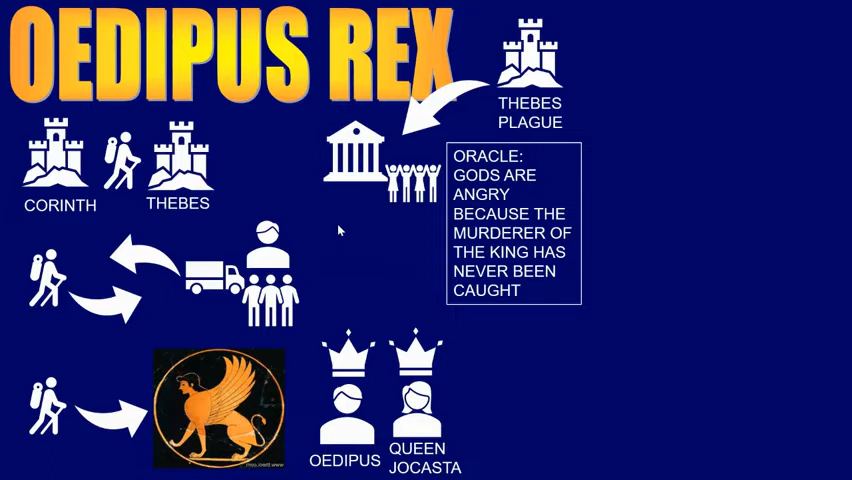 OEDIPUS REX
THEBES
PLAGUE
CORINTH
THEBES
ORACLE:
GODS ARE
ANGRY
BECAUSE THE
MURDERER OF
THE KING HAS
NEVER BEEN
CAUGHT
OEDIPUS
QUEEN
JOCASTA